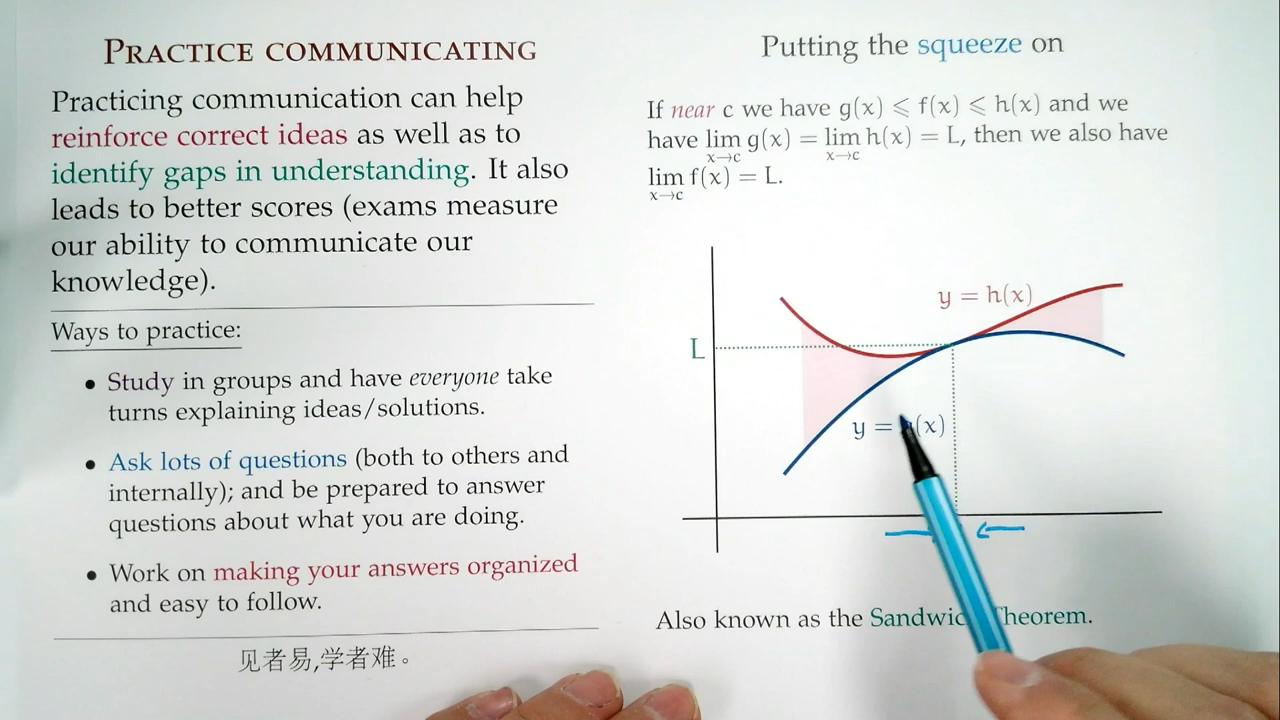 PRACTICE COMMUNICATING
Practicing communication can help
reinforce correct ideas as well as to
identify gaps in understanding. It also
leads to better scores (exams measure
our ability to communicate our
knowledge).
Ways to practice:
• Study in groups and have everyone take
turns explaining ideas/solutions.
• Ask lots of questions (both to others and
internally); and be prepared to answer
questions about what you are doing.
• Work on making your answers organized
and easy to follow.
见者易,学者难。
Putting the squeeze on
If near c we have g(x) ⩽ f(x) ⩽ h(x) and we
have lim g(x) = lim h(x) = L, then we also have
x→c x→c
lim f(x) = L.
x→c
y = h(x)
L
y = (x)
Also known as the